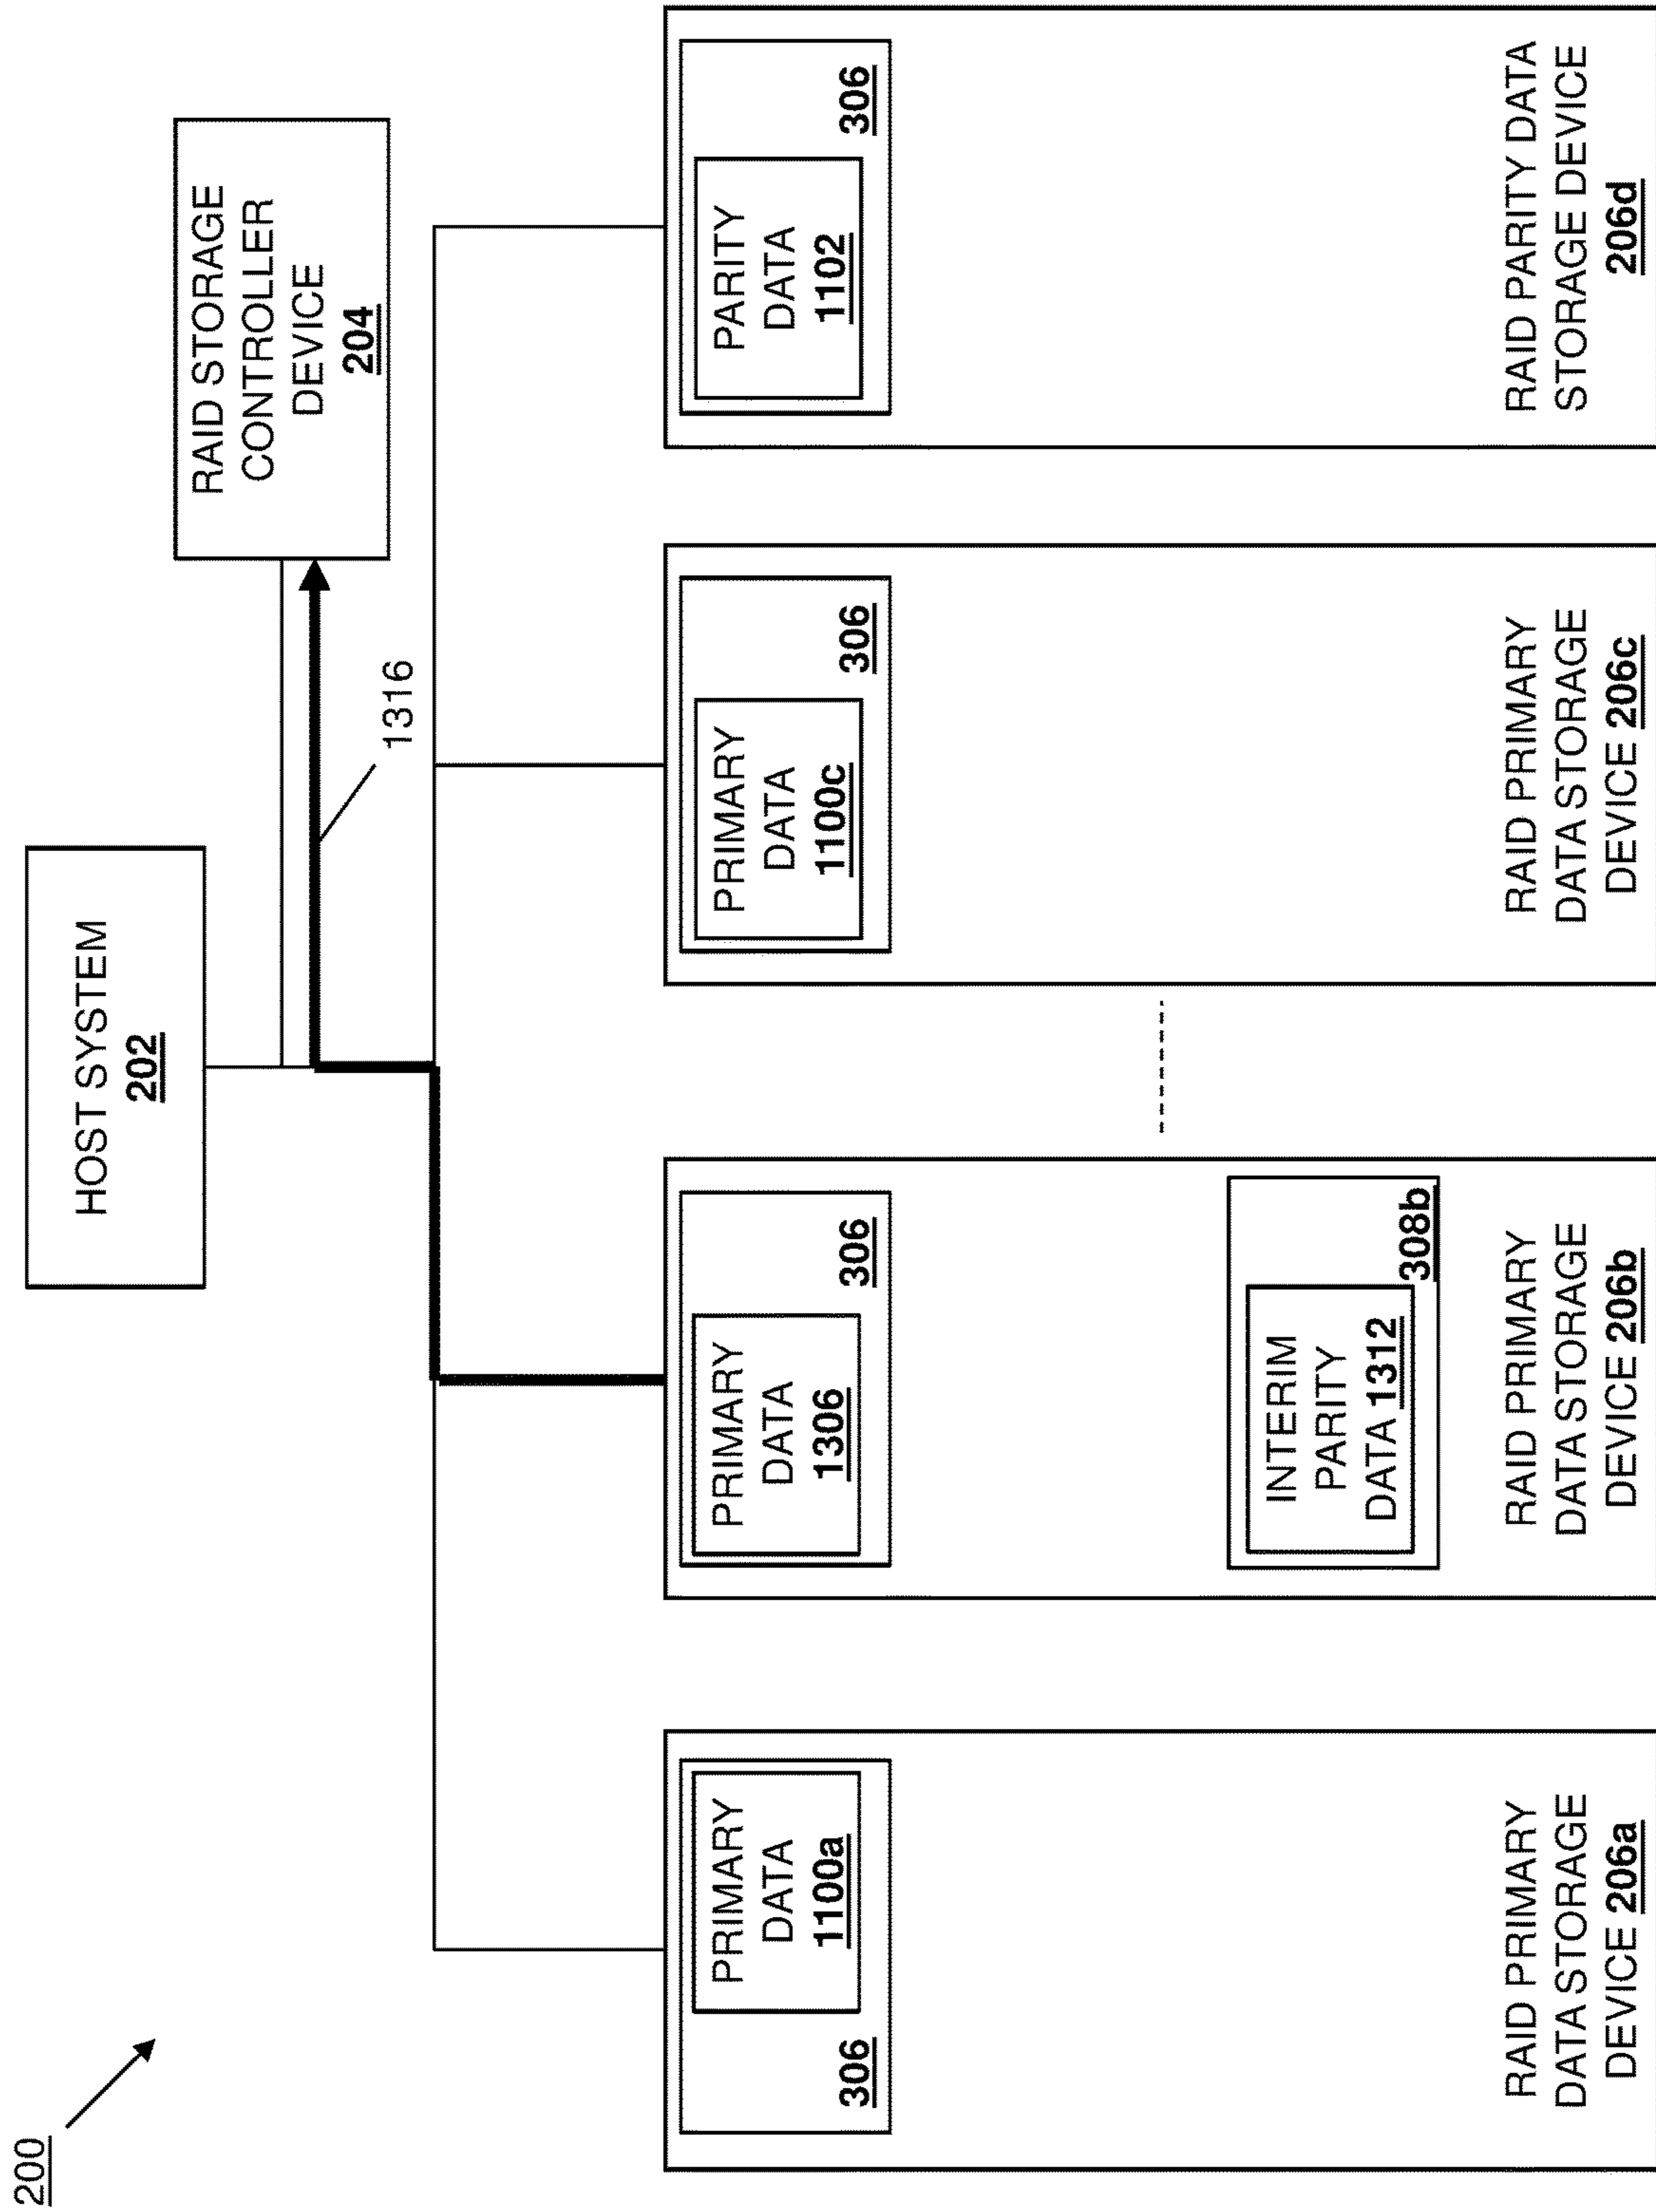 200
HOST SYSTEM
202
RAID STORAGE
CONTROLLER
DEVICE
204
1316
PRIMARY
DATA
1100a
306
RAID PRIMARY
DATA STORAGE
DEVICE 206a
PRIMARY
DATA
1306
306
INTERIM
PARITY
DATA 1312
308b
RAID PRIMARY
DATA STORAGE
DEVICE 206b
PRIMARY
DATA
1100c
306
RAID PRIMARY
DATA STORAGE
DEVICE 206c
PARITY
DATA
1102
306
RAID PARITY DATA
STORAGE DEVICE
206d